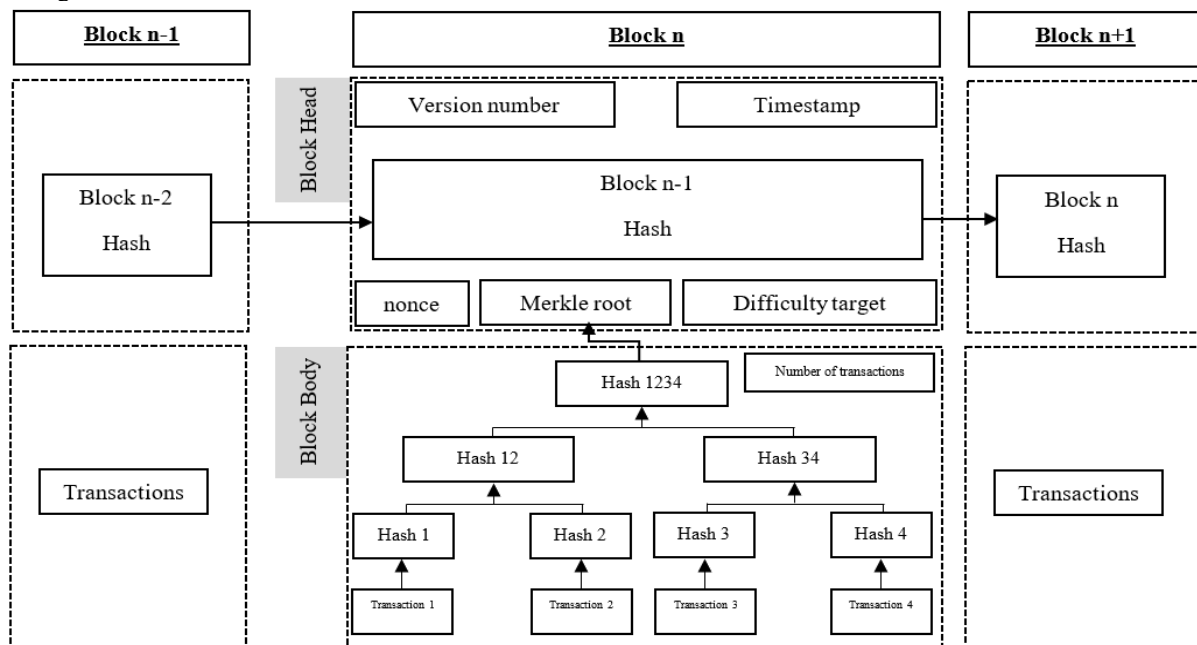 Block n-1
Block n
Block n+1
Block Head
Version number
Timestamp
Block n-2
Hash
Block n-1
Hash
Block n
Hash
nonce
Merkle root
Difficulty target
Block Body
Hash 1234
Number of transactions
Hash 12
Hash 34
Transactions
Transactions
Hash 1
Hash 2
Hash 3
Hash 4
Transaction 1
Transaction 2
Transaction 3
Transaction 4